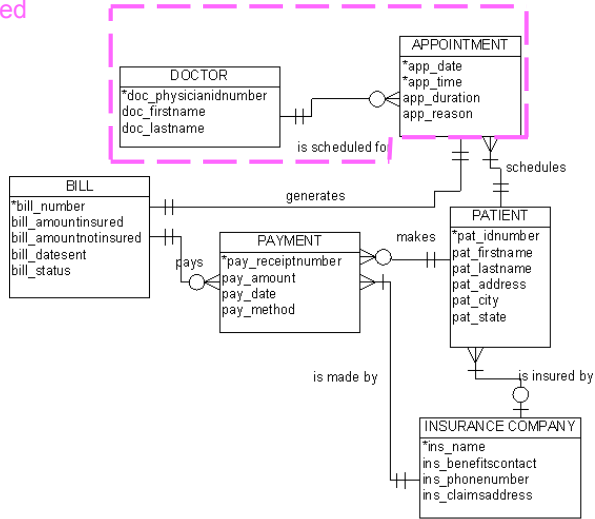 ed
APPOINTMENT
*app_date
*app_time
app_duration
app_reason
DOCTOR
*doc_physicianidnumber
doc_firstname
doc_lastname
is scheduled fo
schedules
BILL
*bill_number
bill_amountinsured
bill_amountnotinsured
bill_datesent
bill_status
generates
PATIENT
*pat_idnumber
pat_firstname
pat_lastname
pat_address
pat_city
pat_state
makes
PAYMENT
*pay_receiptnumber
pay_amount
pay_date
pay_method
pays
is made by
is insured by
INSURANCE COMPANY
*ins_name
ins_benefitscontact
ins_phonenumber
ins_claimsaddress